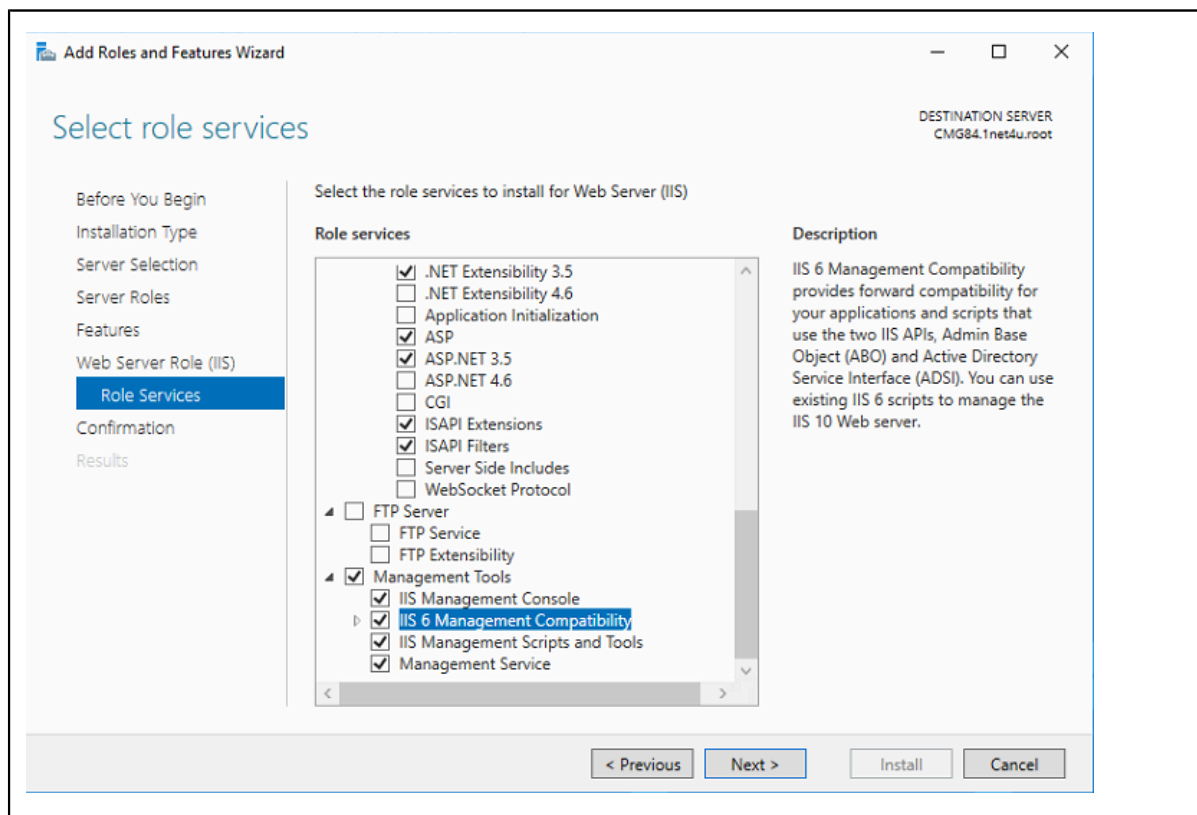 Add Roles and Features Wizard
Select role services
DESTINATION SERVER
CMG84.1net4u.root
Before You Begin
Installation Type
Server Selection
Server Roles
Features
Web Server Role (IIS)
Role Services
Confirmation
Results
Select the role services to install for Web Server (IIS)
Role services
.NET Extensibility 3.5
.NET Extensibility 4.6
Application Initialization
ASP
ASP.NET 3.5
ASP.NET 4.6
CGI
ISAPI Extensions
ISAPI Filters
Server Side Includes
WebSocket Protocol
FTP Server
FTP Service
FTP Extensibility
Management Tools
IIS Management Console
IIS 6 Management Compatibility
IIS Management Scripts and Tools
Management Service
Description
IIS 6 Management Compatibility
provides forward compatibility for
your applications and scripts that
use the two IIS APIs, Admin Base
Object (ABO) and Active Directory
Service Interface (ADSI). You can use
existing IIS 6 scripts to manage the
IIS 10 Web server.
< Previous
Next >
Install
Cancel